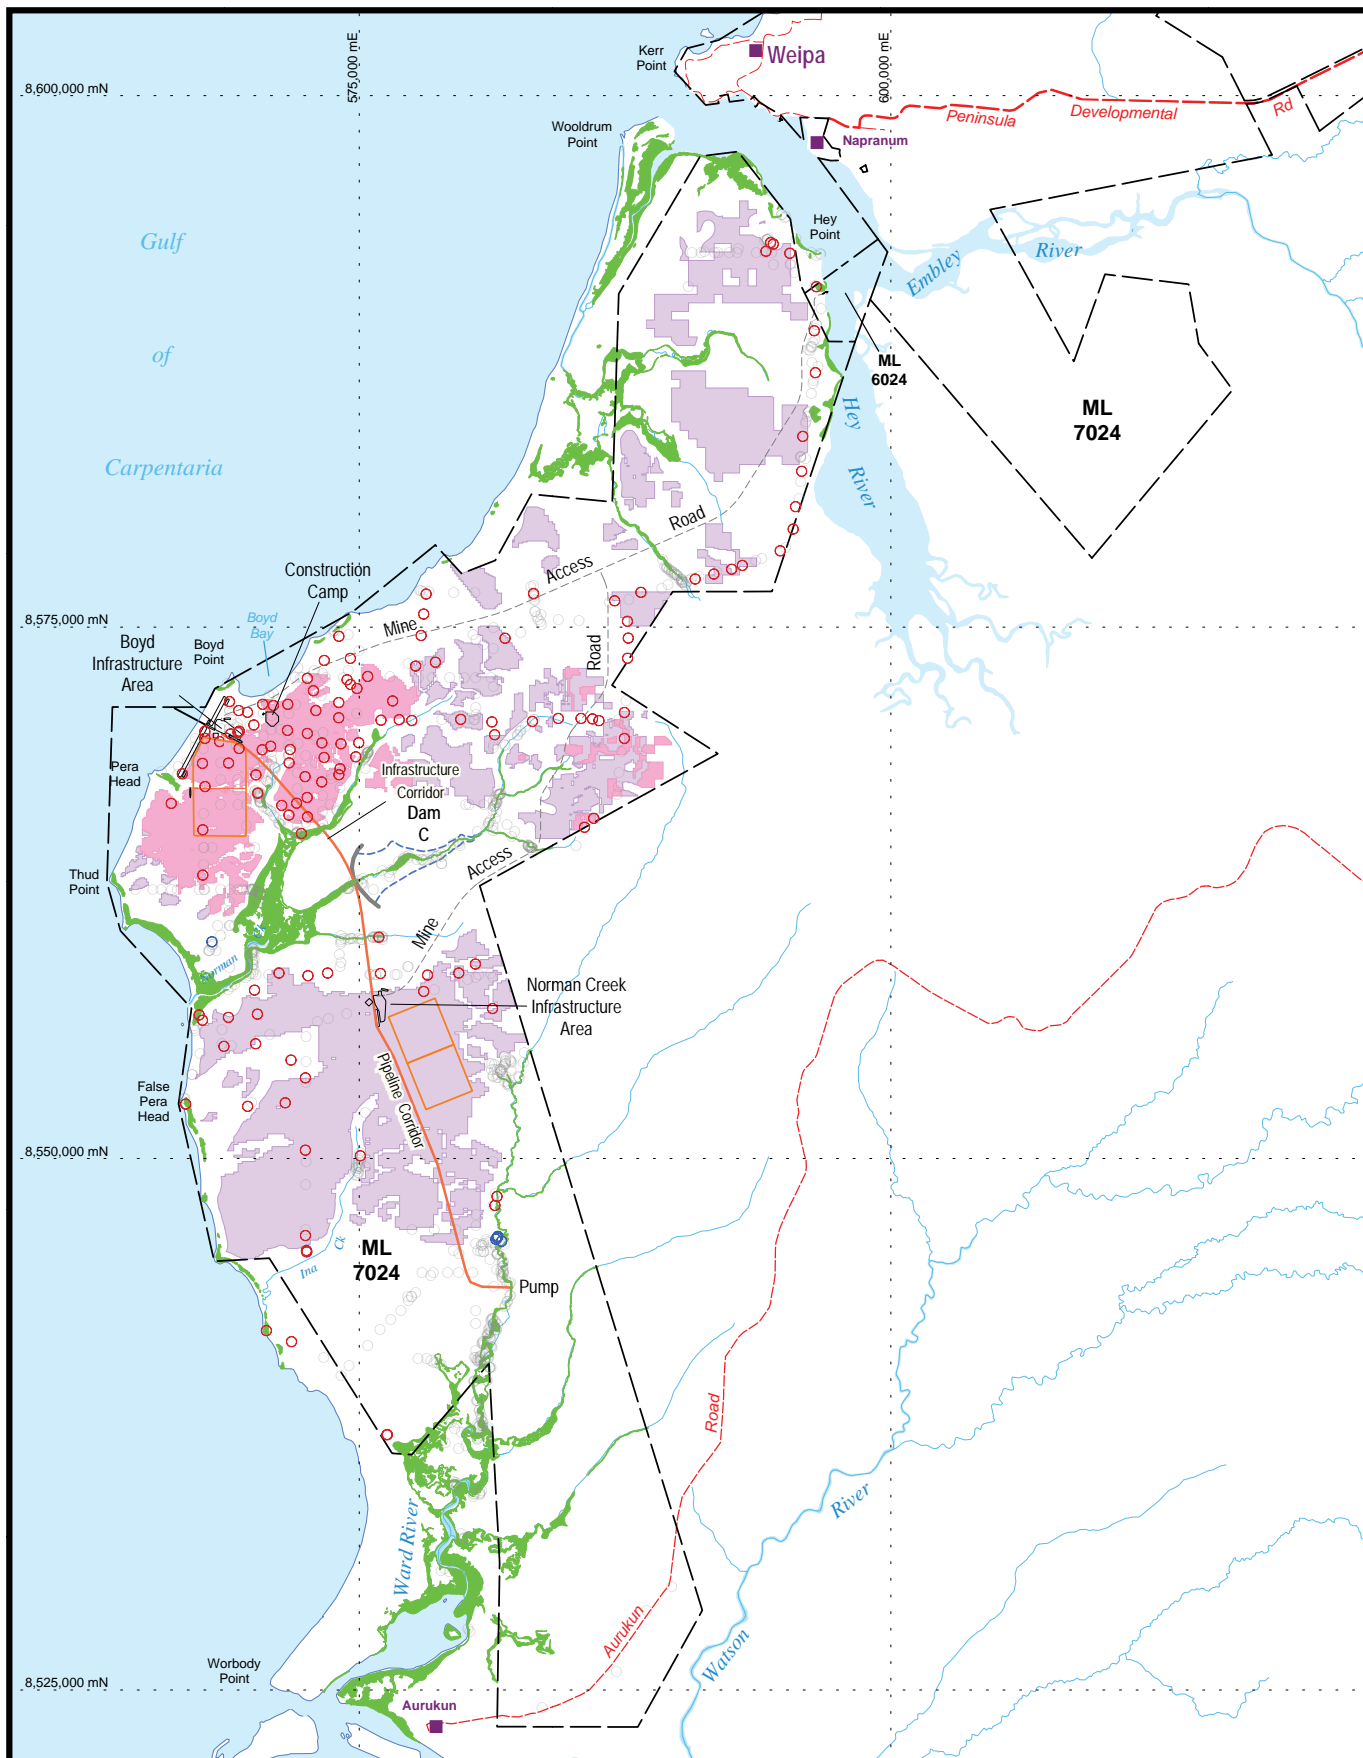 575,000 mE
600,000 mE
Kerr
Point
Weipa
8,600,000 mN
Peninsula
Developmental
Rd
Wooldrum
Point
Napranum
Gulf
of
Carpentaria
Hey
Point
Embley
River
ML
6024
ML
7024
Hey
River
Road
Access
Mine
Construction
Camp
8,575,000 mN
Boyd
Bay
Boyd
Point
Boyd
Infrastructure
Area
Road
Pera
Head
Infrastructure
Corridor
Dam
C
Access
Mine
Thud
Point
Norman
Norman Creek
Infrastructure
Area
Pipeline Corridor
False
Pera
Head
8,550,000 mN
Ina
Ck
ML
7024
Pump
Road
Ward River
River
Aurukun
Watson
Worbody
Point
8,525,000 mN
Aurukun